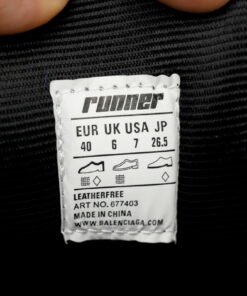 runner
EUR UK USA JP
40 6 7 26.5
LEATHERFREE
ART NO. 677403
MADE IN CHINA
WWW.BALENCIAGA.COM